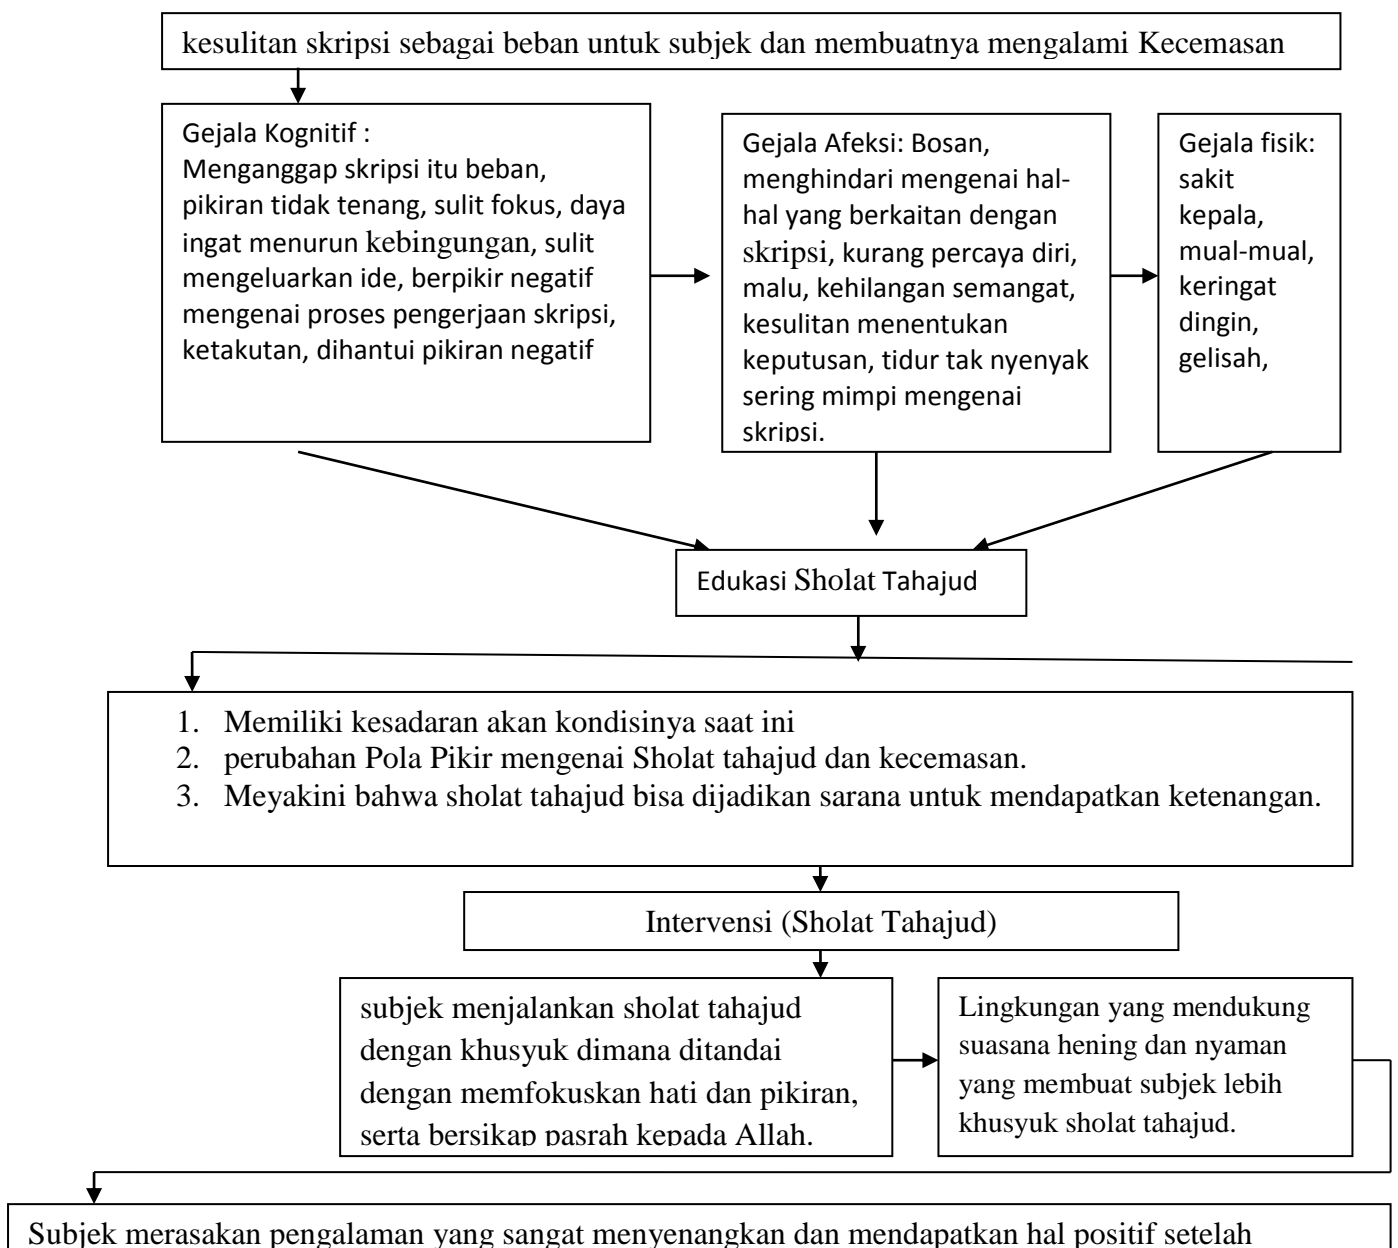 kesulitan skripsi sebagai beban untuk subjek dan membuatnya mengalami Kecemasan
Gejala Kognitif :
Menganggap skripsi itu beban,
pikiran tidak tenang, sulit fokus, daya
ingat menurun kebingungan, sulit
mengeluarkan ide, berpikir negatif
mengenai proses pengerjaan skripsi,
ketakutan, dihantui pikiran negatif
Gejala Afeksi: Bosan,
menghindari mengenai hal-
hal yang berkaitan dengan
skripsi, kurang percaya diri,
malu, kehilangan semangat,
kesulitan menentukan
keputusan, tidur tak nyenyak
sering mimpi mengenai
skripsi.
Gejala fisik:
sakit
kepala,
mual-mual,
keringat
dingin,
gelisah,
Edukasi Sholat Tahajud
1. Memiliki kesadaran akan kondisinya saat ini
2. perubahan Pola Pikir mengenai Sholat tahajud dan kecemasan.
3. Meyakini bahwa sholat tahajud bisa dijadikan sarana untuk mendapatkan ketenangan.
Intervensi (Sholat Tahajud)
subjek menjalankan sholat tahajud
dengan khusyuk dimana ditandai
dengan memfokuskan hati dan pikiran,
serta bersikap pasrah kepada Allah.
Lingkungan yang mendukung
suasana hening dan nyaman
yang membuat subjek lebih
khusyuk sholat tahajud.
Subjek merasakan pengalaman yang sangat menyenangkan dan mendapatkan hal positif setelah